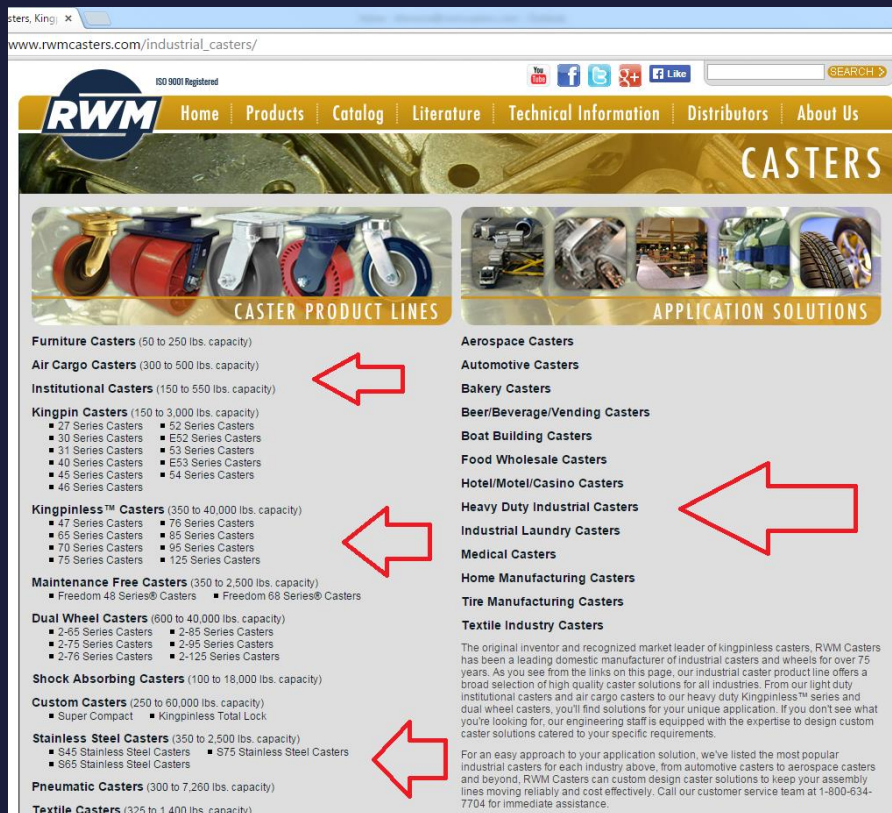 sters, King
www.rwmcasters.com/industrial_casters/
ISO 9001 Registered
You Tube
Like
SEARCH
RWM
Home
Products
Catalog
Literature
Technical Information
Distributors
About Us
CASTERS
CASTER PRODUCT LINES
Furniture Casters (50 to 250 lbs. capacity)
Air Cargo Casters (300 to 500 lbs. capacity)
Institutional Casters (150 to 550 lbs. capacity)
Kingpin Casters (150 to 3,000 lbs. capacity)
27 Series Casters
52 Series Casters
30 Series Casters
E52 Series Casters
31 Series Casters
53 Series Casters
40 Series Casters
E53 Series Casters
45 Series Casters
54 Series Casters
46 Series Casters
Kingpinless™ Casters (350 to 40,000 lbs. capacity)
47 Series Casters
76 Series Casters
65 Series Casters
85 Series Casters
70 Series Casters
95 Series Casters
75 Series Casters
125 Series Casters
Maintenance Free Casters (350 to 2,500 lbs. capacity)
Freedom 48 Series® Casters
Freedom 68 Series® Casters
Dual Wheel Casters (600 to 40,000 lbs. capacity)
2-65 Series Casters
2-85 Series Casters
2-75 Series Casters
2-95 Series Casters
2-76 Series Casters
2-125 Series Casters
Shock Absorbing Casters (100 to 18,000 lbs. capacity)
Custom Casters (250 to 60,000 lbs. capacity)
Super Compact
Kingpinless Total Lock
Stainless Steel Casters (350 to 2,500 lbs. capacity)
S45 Stainless Steel Casters
S75 Stainless Steel Casters
S65 Stainless Steel Casters
Pneumatic Casters (300 to 7,260 lbs. capacity)
Textile Casters (325 to 1,400 lbs. capacity)
APPLICATION SOLUTIONS
Aerospace Casters
Automotive Casters
Bakery Casters
Beer/Beverage/Vending Casters
Boat Building Casters
Food Wholesale Casters
Hotel/Motel/Casino Casters
Heavy Duty Industrial Casters
Industrial Laundry Casters
Medical Casters
Home Manufacturing Casters
Tire Manufacturing Casters
Textile Industry Casters
The original inventor and recognized market leader of kingpinless casters, RWM Casters
has been a leading domestic manufacturer of industrial casters and wheels for over 75
years. As you see from the links on this page, our industrial caster product line offers a
broad selection of high quality caster solutions for all industries. From our light duty
institutional casters and air cargo casters to our heavy duty Kingpinless™ series and
dual wheel casters, you'll find solutions for your unique application. If you don't see what
you're looking for, our engineering staff is equipped with the expertise to design custom
caster solutions catered to your specific requirements.
For an easy approach to your application solution, we've listed the most popular
industrial casters for each industry above, from automotive casters to aerospace casters
and beyond, RWM Casters can custom design caster solutions to keep your assembly
lines moving reliably and cost effectively. Call our customer service team at 1-800-634-
7704 for immediate assistance.